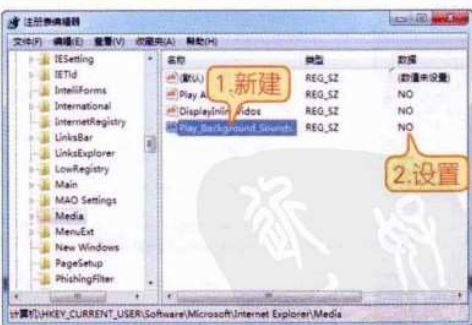 注册表编辑器
文件(F) 编辑(E) 查看(V) 收藏夹(A) 帮助(H)
IESetting
IETld
IntelliForms
International
InternetRegistry
LinksBar
LinksExplorer
LowRegistry
Main
MAO Settings
Media
MenuExt
New Windows
PageSetup
PhishingFilter
名称 类型 数据
(默认) REG_SZ (数值未设置)
Play REG_SZ NO
REG_SZ NO
Play_Background_Sounds REG_SZ NO
1.新建
2.设置
计算机\HKEY_CURRENT_USER\Software\Microsoft\Internet Explorer\Media